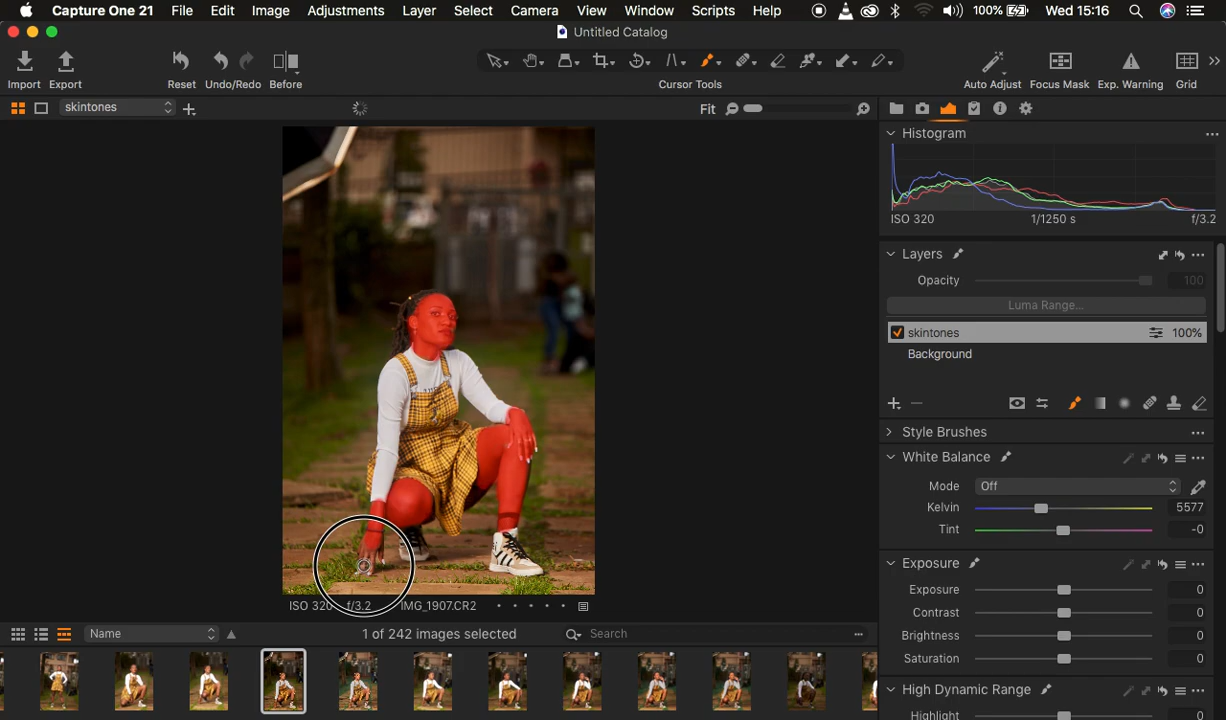 Capture One 21 File Edit Image Adjustments Layer Select Camera View Window Scripts Help 100% Wed 15:16
Untitled Catalog
Import Export Reset Undo/Redo Before Cursor Tools Auto Adjust Focus Mask Exp. Warning Grid
skintones Fit
Histogram
ISO 320 1/1250 s f/3.2
Layers
Opacity 100
Luma Range...
skintones 100%
Background
Style Brushes
White Balance
Mode Off
Kelvin 5577
Tint -0
Exposure
Exposure 0
Contrast 0
Brightness 0
Saturation 0
High Dynamic Range
Highlight 0
ISO 320 f/3.2 IMG_1907.CR2
Name 1 of 242 images selected Search